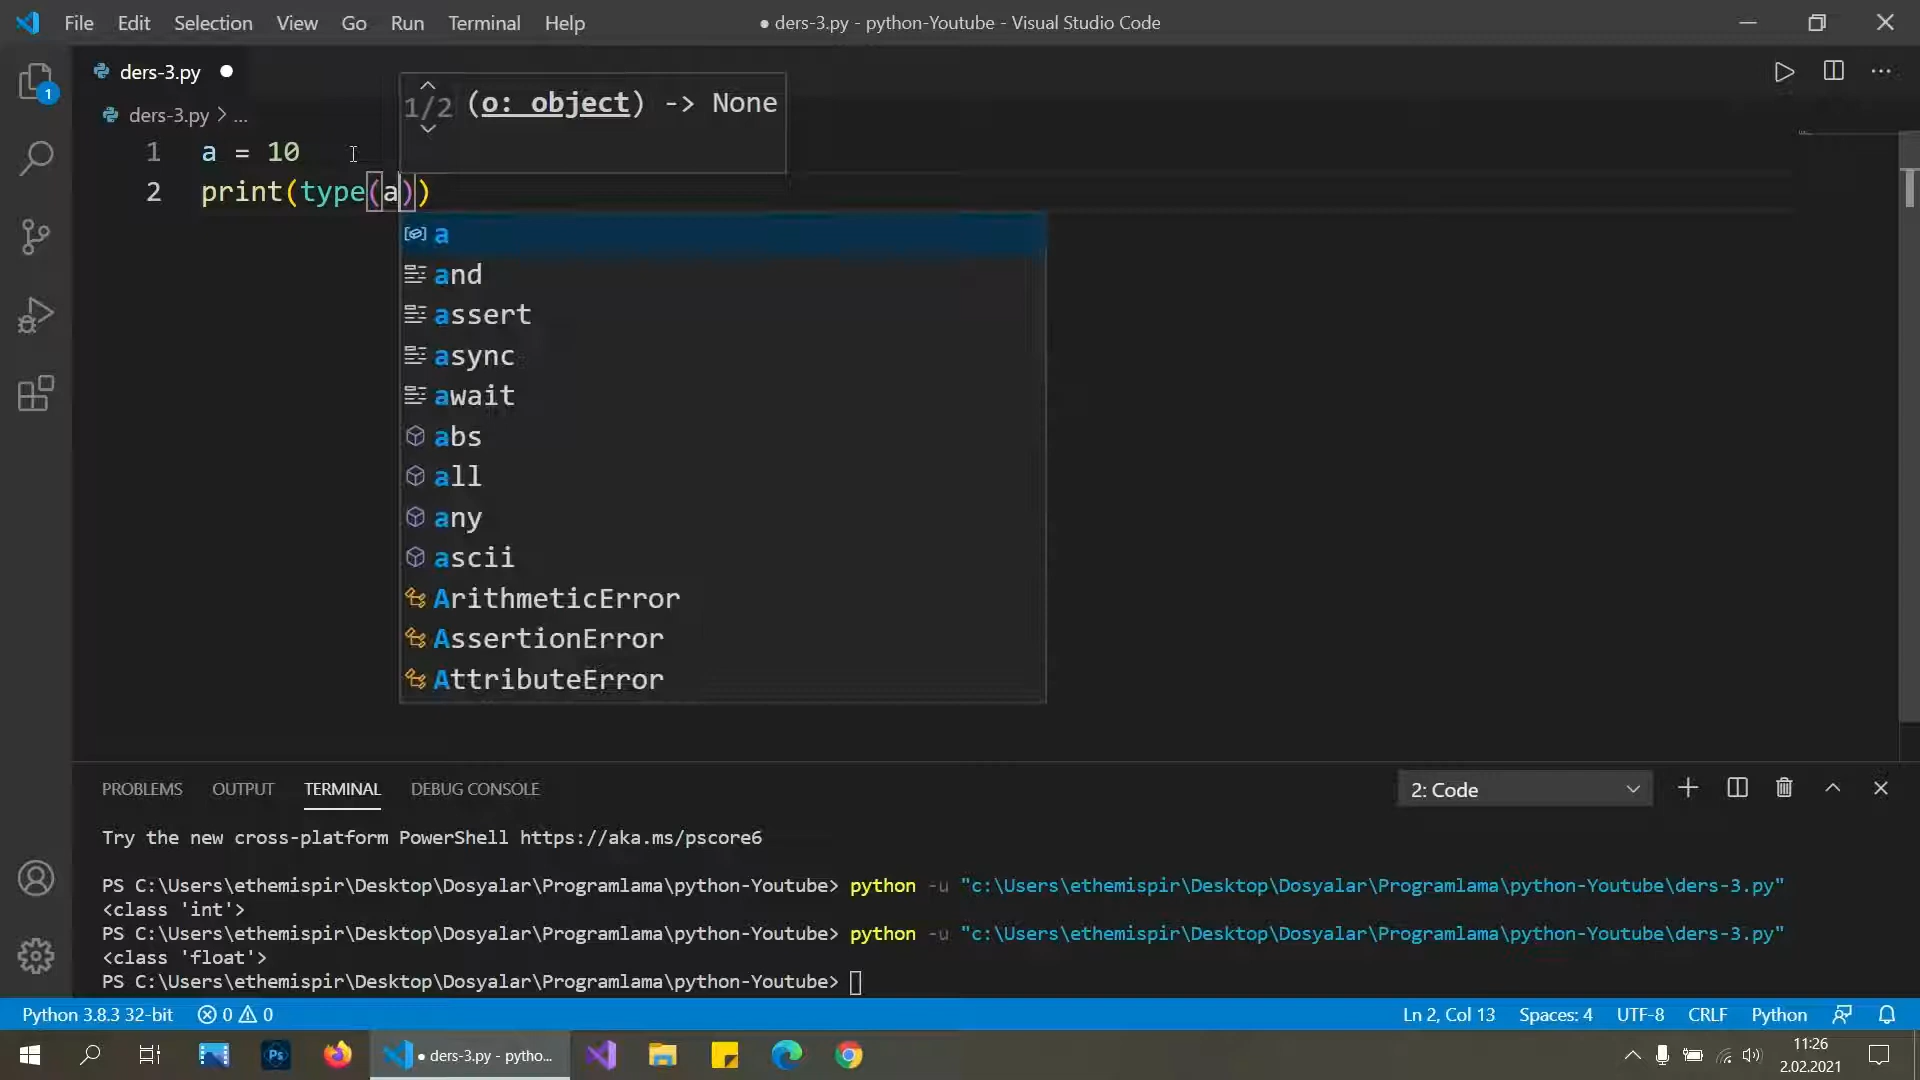 File Edit Selection View Go Run Terminal Help ● ders-3.py - python-Youtube - Visual Studio Code
ders-3.py ●
1/2 (o: object) -> None
ders-3.py > ...
1 a = 10
2 print(type(a))
a
and
assert
async
await
abs
all
any
ascii
ArithmeticError
AssertionError
AttributeError
1
PROBLEMS OUTPUT TERMINAL DEBUG CONSOLE 2: Code
Try the new cross-platform PowerShell https://aka.ms/pscore6
PS C:\Users\ethemispir\Desktop\Dosyalar\Programlama\python-Youtube> python -u "c:\Users\ethemispir\Desktop\Dosyalar\Programlama\python-Youtube\ders-3.py"
<class 'int'>
PS C:\Users\ethemispir\Desktop\Dosyalar\Programlama\python-Youtube> python -u "c:\Users\ethemispir\Desktop\Dosyalar\Programlama\python-Youtube\ders-3.py"
<class 'float'>
PS C:\Users\ethemispir\Desktop\Dosyalar\Programlama\python-Youtube>
Python 3.8.3 32-bit 0 0 Ln 2, Col 13 Spaces: 4 UTF-8 CRLF Python
Ps ● ders-3.py - pytho... 11:26
2.02.2021